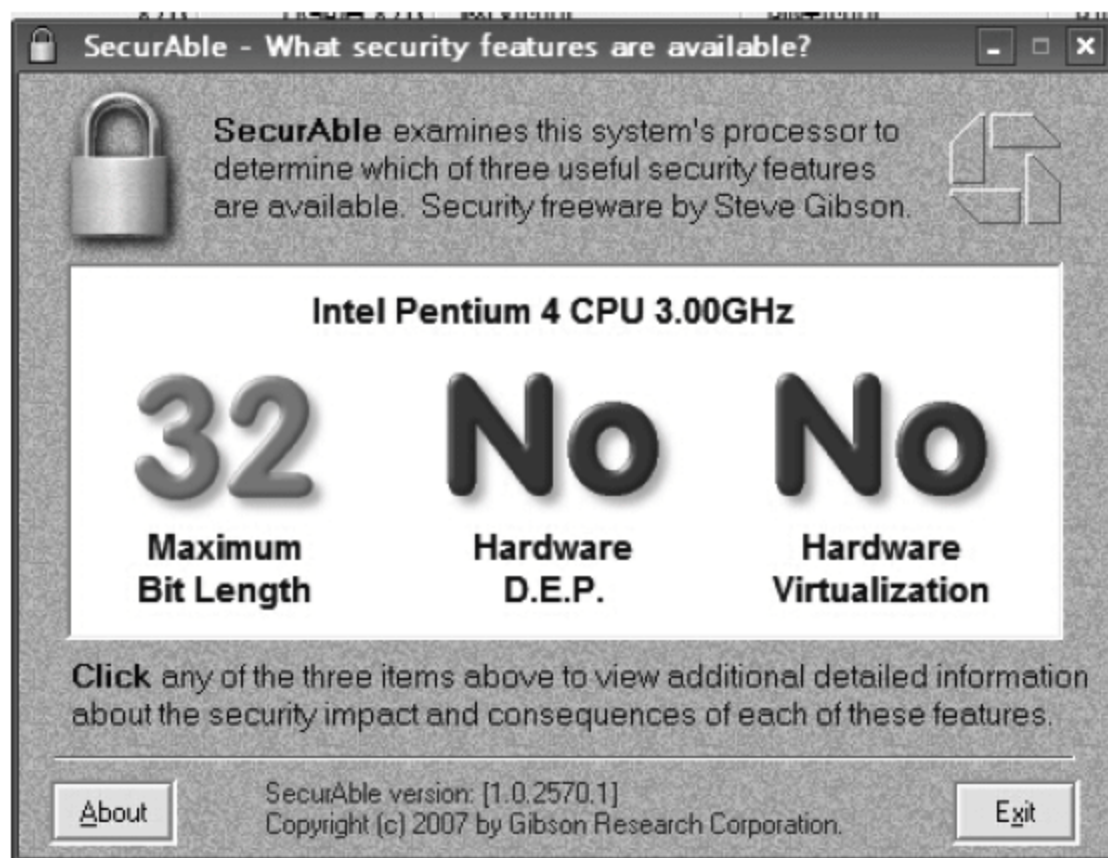 SecurAble - What security features are available?
SecurAble examines this system's processor to
determine which of three useful security features
are available. Security freeware by Steve Gibson.
Intel Pentium 4 CPU 3.00GHz
32 No No
Maximum Hardware Hardware
Bit Length D.E.P. Virtualization
Click any of the three items above to view additional detailed information
about the security impact and consequences of each of these features.
About
SecurAble version: [1.0.2570.1]
Copyright (c) 2007 by Gibson Research Corporation.
Exit